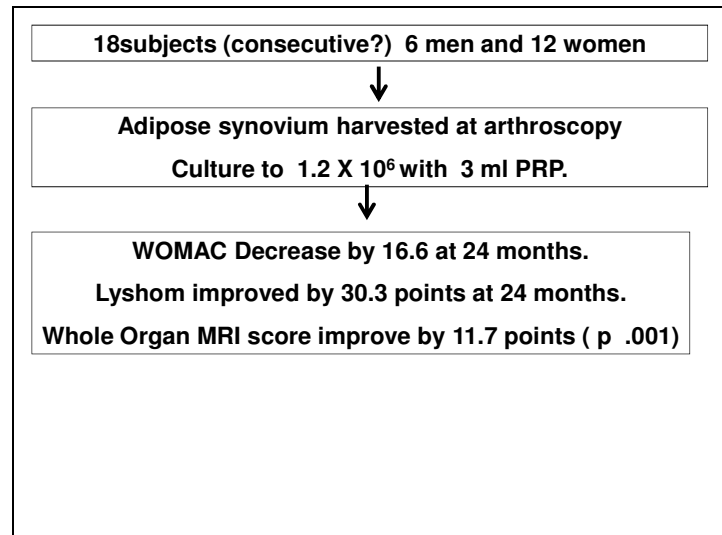 18subjects (consecutive?) 6 men and 12 women
Adipose synovium harvested at arthroscopy
Culture to 1.2 X 10⁶ with 3 ml PRP.
WOMAC Decrease by 16.6 at 24 months.
Lyshom improved by 30.3 points at 24 months.
Whole Organ MRI score improve by 11.7 points ( p .001)